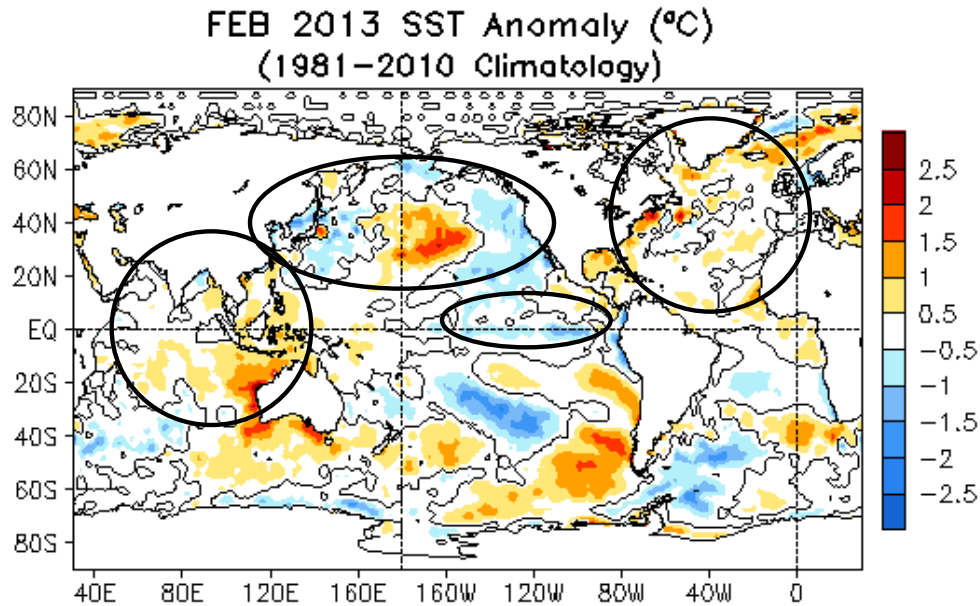 FEB 2013 SST Anomaly (°C)
(1981-2010 Climatology)
80N
60N
40N
20N
EQ
20S
40S
60S
80S
40E 80E 120E 160E 160W 120W 80W 40W 0
2.5
2
1.5
1
0.5
-0.5
-1
-1.5
-2
-2.5